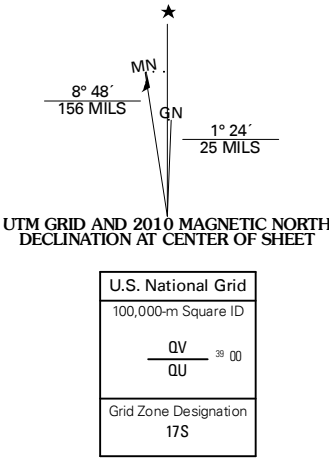 ★
MN
8° 48´
156 MILS
GN
1° 24´
25 MILS
UTM GRID AND 2010 MAGNETIC NORTH
DECLINATION AT CENTER OF SHEET
U.S. National Grid
100,000-m Square ID
QV
39 00
QU
Grid Zone Designation
17S